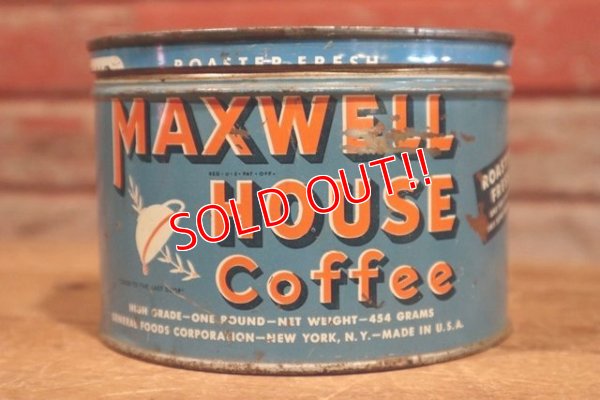 ROASTER FRESH
MAXWELL
REG • U • S • PAT • OFF •
HOUSE
SOLD OUT!!
Coffee
"GOOD TO THE LAST DROP"
HIGH GRADE—ONE POUND—NET WEIGHT—454 GRAMS
GENERAL FOODS CORPORATION—NEW YORK, N.Y.—MADE IN U.S.A.